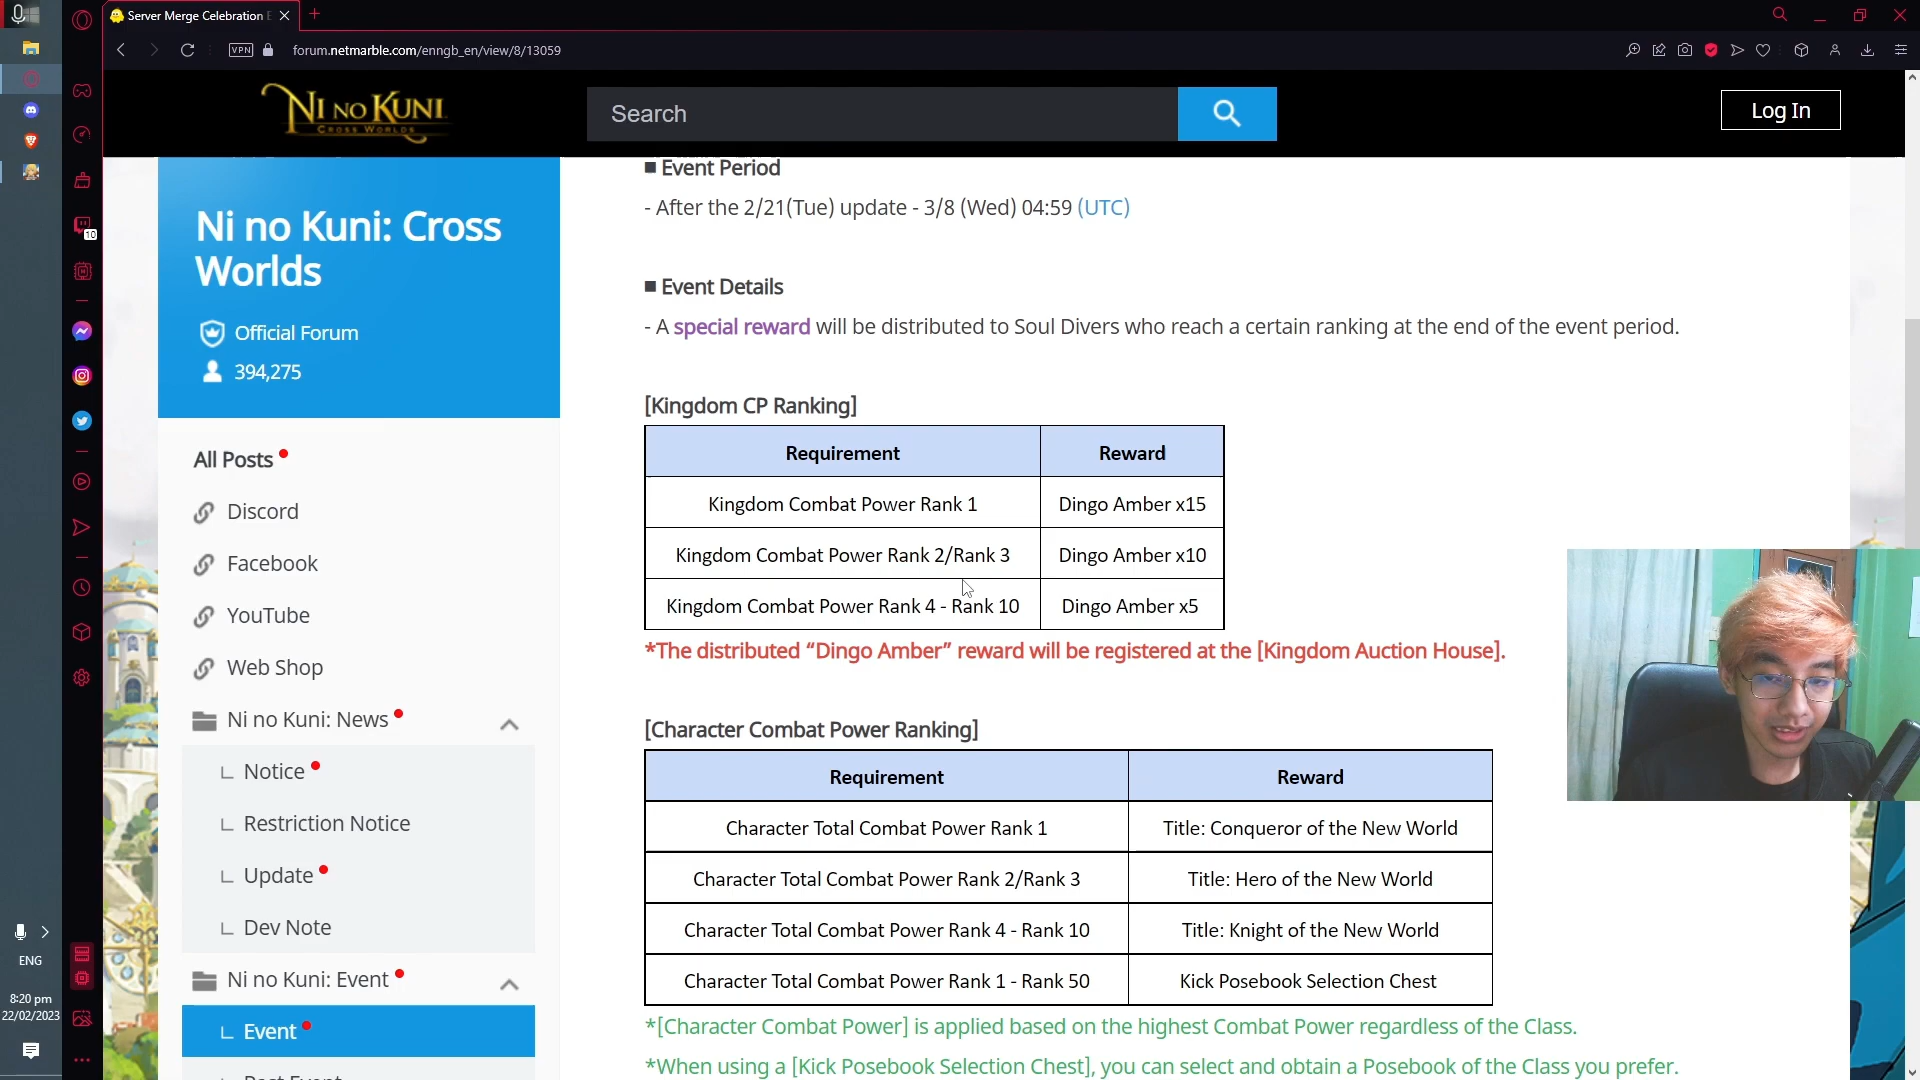 Server Merge Celebration E
VPN
forum.netmarble.com/enngb_en/view/8/13059
NI NO KUNI
CROSS WORLDS
Search
Log In
Ni no Kuni: Cross
Worlds
Official Forum
394,275
All Posts
Discord
Facebook
YouTube
Web Shop
Ni no Kuni: News
Notice
Restriction Notice
Update
Dev Note
Ni no Kuni: Event
Event
■ Event Period
- After the 2/21(Tue) update - 3/8 (Wed) 04:59 (UTC)
■ Event Details
- A special reward will be distributed to Soul Divers who reach a certain ranking at the end of the event period.
[Kingdom CP Ranking]
Requirement Reward
Kingdom Combat Power Rank 1 Dingo Amber x15
Kingdom Combat Power Rank 2/Rank 3 Dingo Amber x10
Kingdom Combat Power Rank 4 - Rank 10 Dingo Amber x5
*The distributed “Dingo Amber” reward will be registered at the [Kingdom Auction House].
[Character Combat Power Ranking]
Requirement Reward
Character Total Combat Power Rank 1 Title: Conqueror of the New World
Character Total Combat Power Rank 2/Rank 3 Title: Hero of the New World
Character Total Combat Power Rank 4 - Rank 10 Title: Knight of the New World
Character Total Combat Power Rank 1 - Rank 50 Kick Posebook Selection Chest
*[Character Combat Power] is applied based on the highest Combat Power regardless of the Class.
*When using a [Kick Posebook Selection Chest], you can select and obtain a Posebook of the Class you prefer.
10
ENG
8:20 pm
22/02/2023